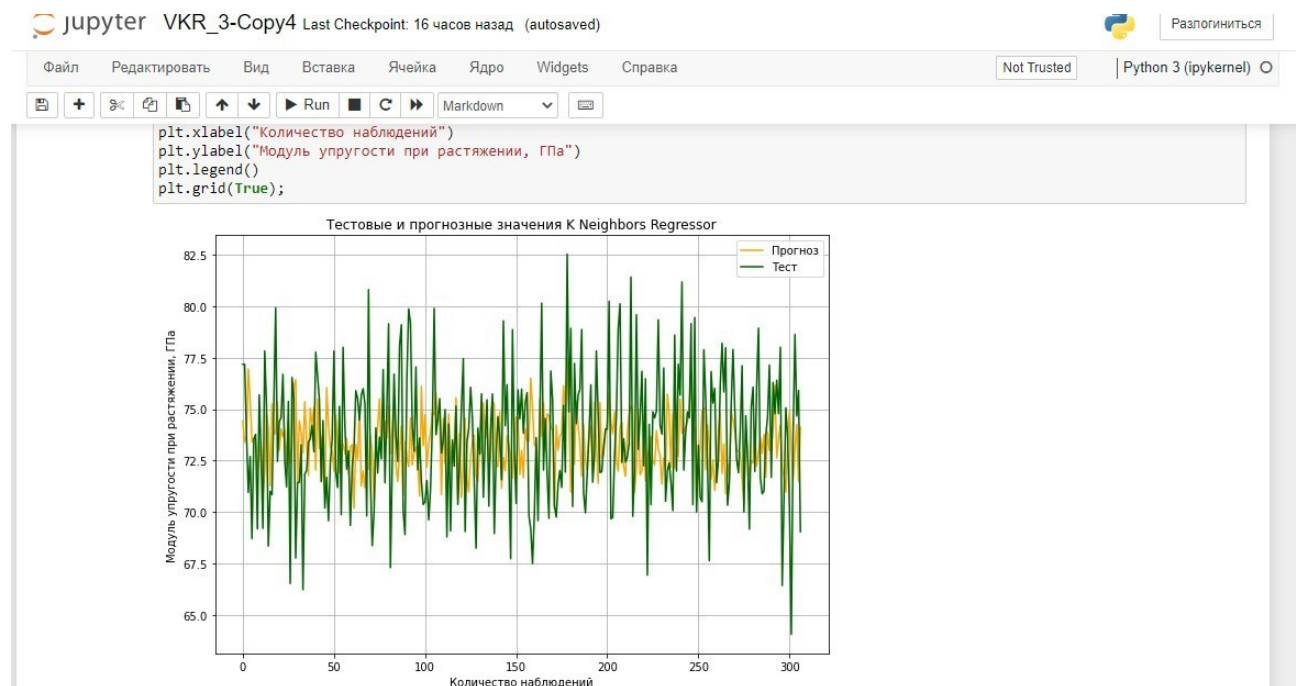 jupyter VKR_3-Copy4 Last Checkpoint: 16 часов назад (autosaved)
Разлогиниться
Файл Редактировать Вид Вставка Ячейка Ядро Widgets Справка
Not Trusted
Python 3 (ipykernel)
Run
Markdown
plt.xlabel("Количество наблюдений")
plt.ylabel("Модуль упругости при растяжении, ГПа")
plt.legend()
plt.grid(True);
Тестовые и прогнозные значения K Neighbors Regressor
Прогноз
Тест
Модуль упругости при растяжении, ГПа
82.5
80.0
77.5
75.0
72.5
70.0
67.5
65.0
0 50 100 150 200 250 300
Количество наблюдений